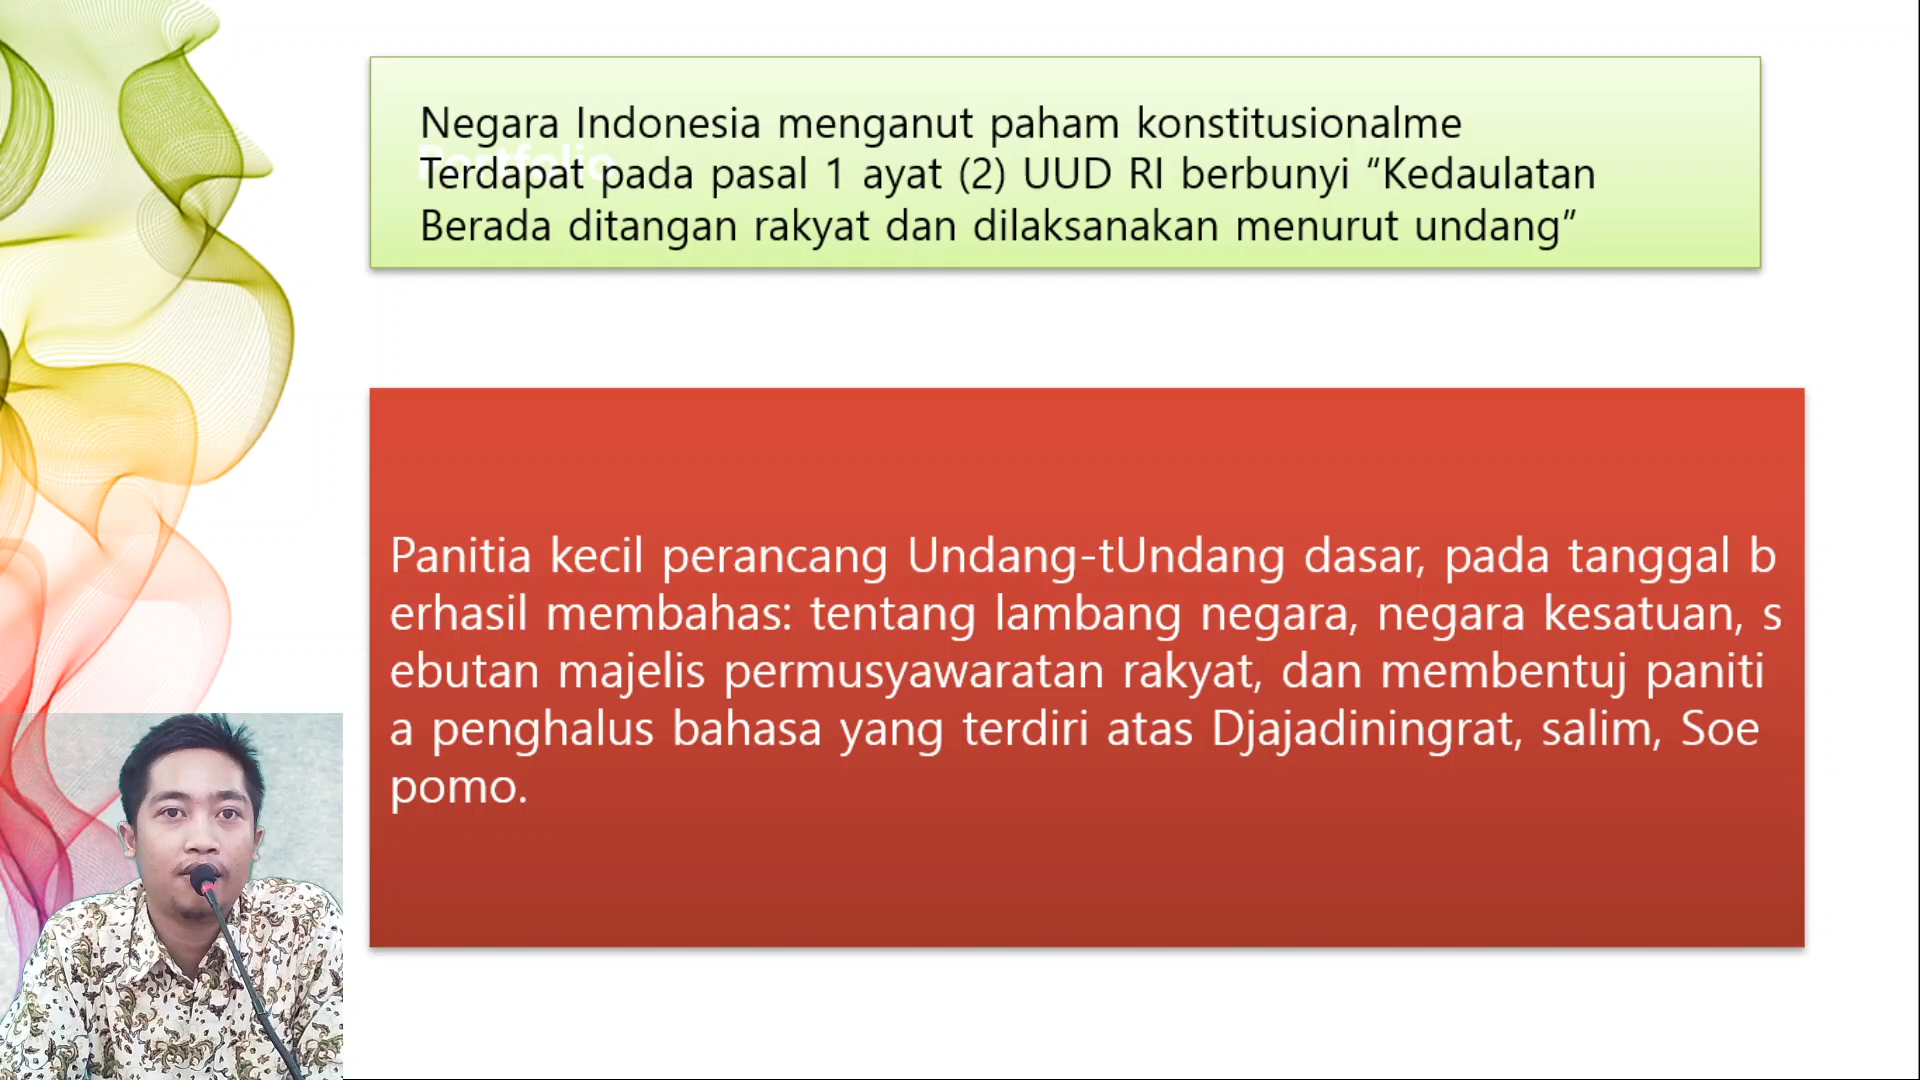 Negara Indonesia menganut paham konstitusionalme
Portfolio
Terdapat pada pasal 1 ayat (2) UUD RI berbunyi “Kedaulatan
Berada ditangan rakyat dan dilaksanakan menurut undang”
Panitia kecil perancang Undang-tUndang dasar, pada tanggal b
erhasil membahas: tentang lambang negara, negara kesatuan, s
ebutan majelis permusyawaratan rakyat, dan membentuj paniti
a penghalus bahasa yang terdiri atas Djajadiningrat, salim, Soe
pomo.